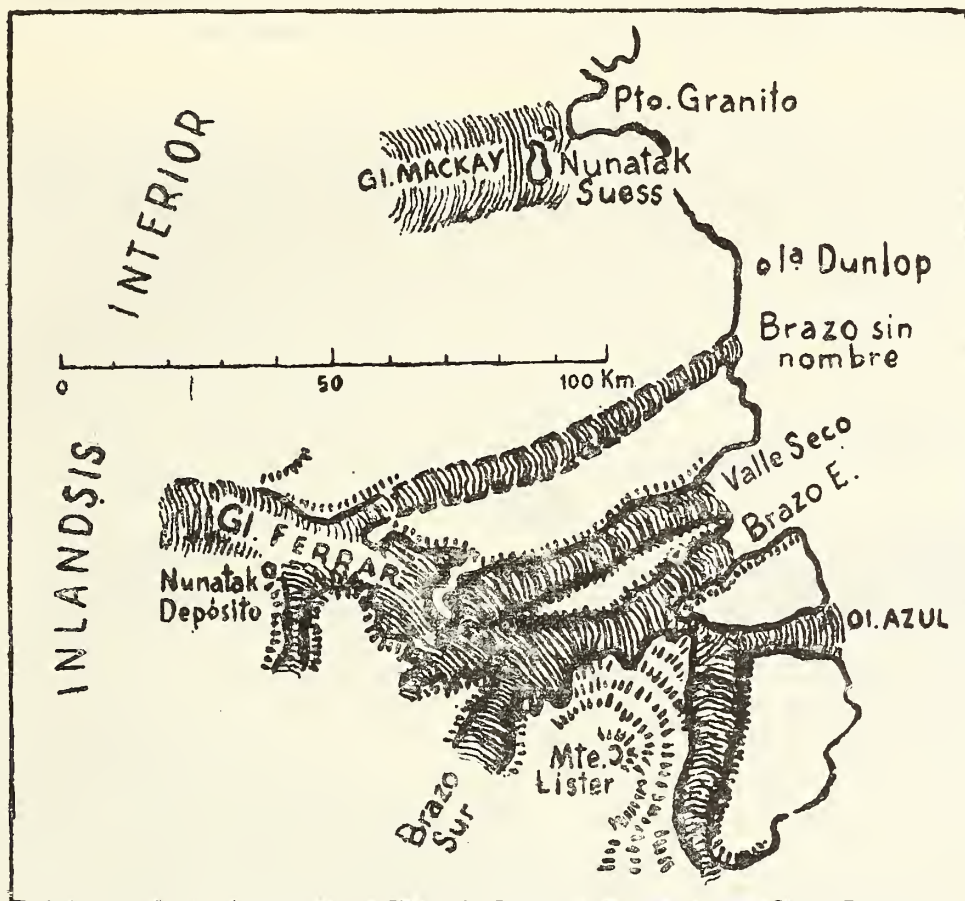 Pto. Granito
Gl. MACKAY
Nunatak
Suess
INTERIOR
Iª Dunlop
Brazo sin
nombre
0 50 100 Km.
Valle Seco
Brazo E.
INLANDSIS
Gl. FERRAR
Nunatak
Depósito
Gl. AZUL
Mte.
Lister
Brazo
Sur